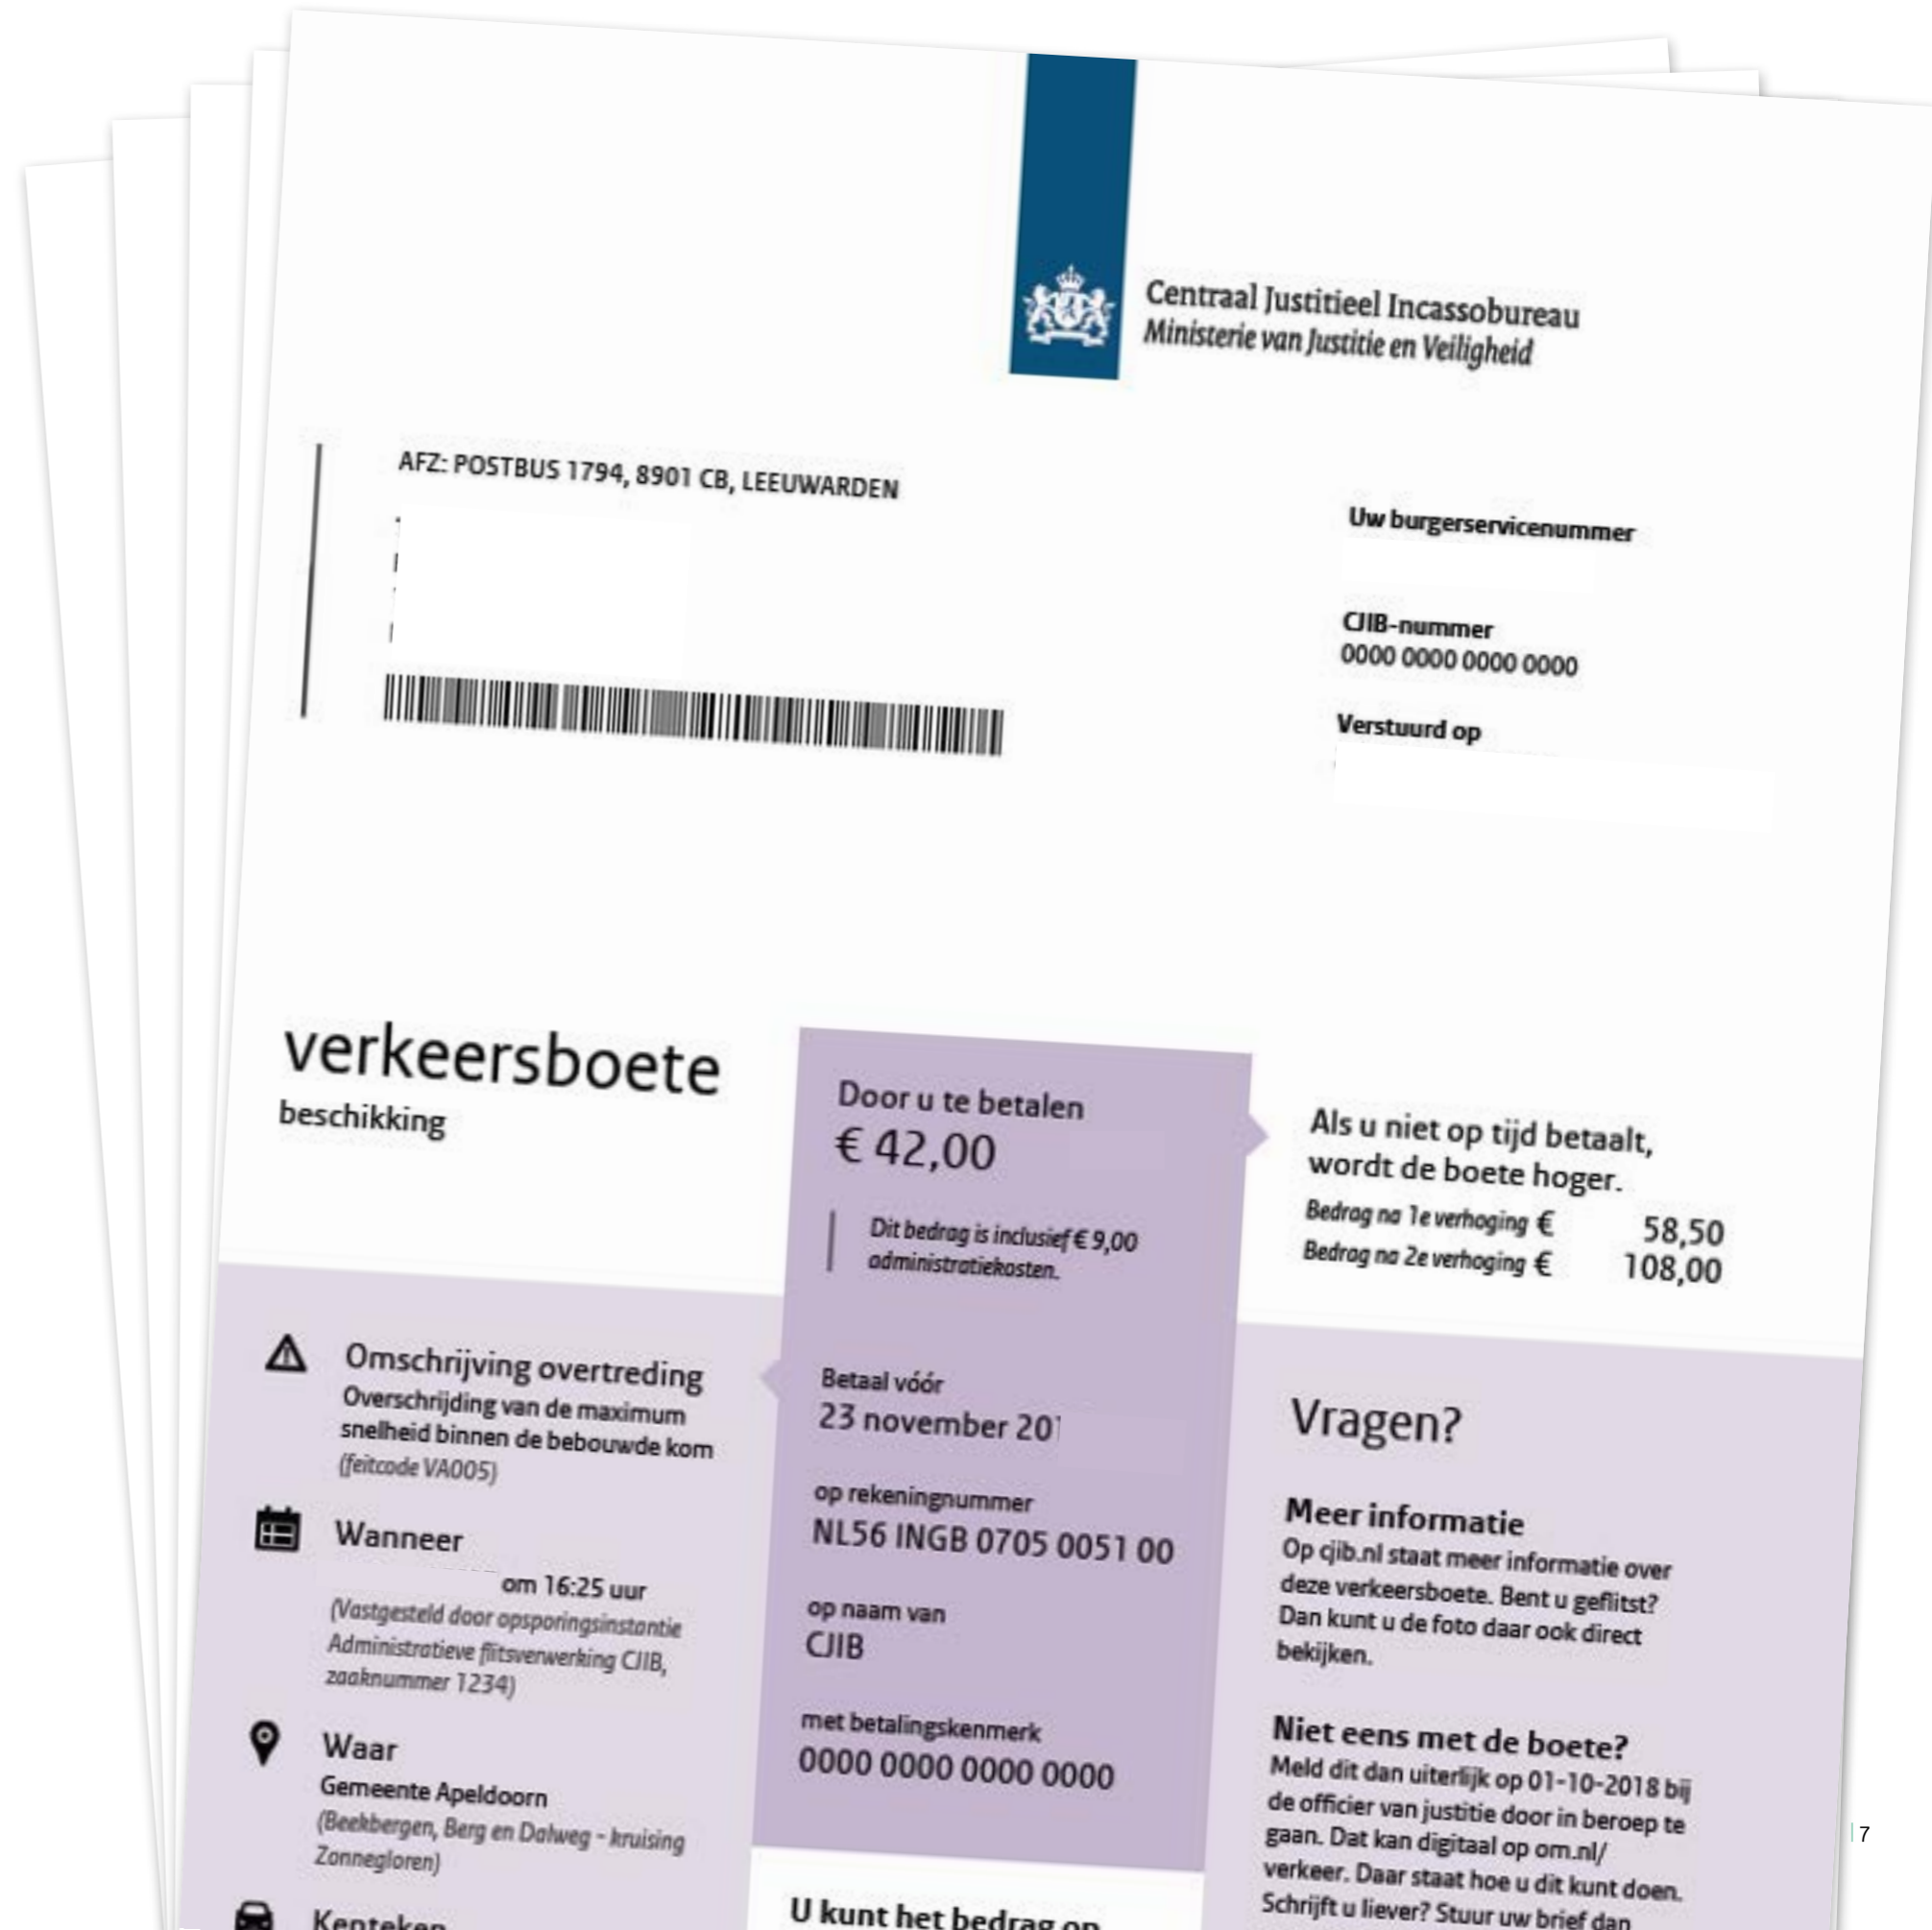 Centraal Justitieel Incassobureau
Ministerie van Justitie en Veiligheid
AFZ: POSTBUS 1794, 8901 CB, LEEUWARDEN
Uw burgerservicenummer
CJIB-nummer
0000 0000 0000 0000
Verstuurd op
verkeersboete
beschikking
Door u te betalen
€ 42,00
Dit bedrag is inclusief € 9,00
administratiekosten.
Als u niet op tijd betaalt,
wordt de boete hoger.
Bedrag na 1e verhoging € 58,50
Bedrag na 2e verhoging € 108,00
Omschrijving overtreding
Overschrijding van de maximum
snelheid binnen de bebouwde kom
(feitcode VA005)
Wanneer
om 16:25 uur
(Vastgesteld door opsporingsinstantie
Administratieve flitsverwerking CJIB,
zaaknummer 1234)
Waar
Gemeente Apeldoorn
(Beekbergen, Berg en Dalweg - kruising
Zonnegloren)
Kenteken
Betaal vóór
23 november 201
op rekeningnummer
NL56 INGB 0705 0051 00
op naam van
CJIB
met betalingskenmerk
0000 0000 0000 0000
U kunt het bedrag op
Vragen?
Meer informatie
Op cjib.nl staat meer informatie over
deze verkeersboete. Bent u geflitst?
Dan kunt u de foto daar ook direct
bekijken.
Niet eens met de boete?
Meld dit dan uiterlijk op 01-10-2018 bij
de officier van justitie door in beroep te
gaan. Dat kan digitaal op om.nl/
verkeer. Daar staat hoe u dit kunt doen.
Schrijft u liever? Stuur uw brief dan
7